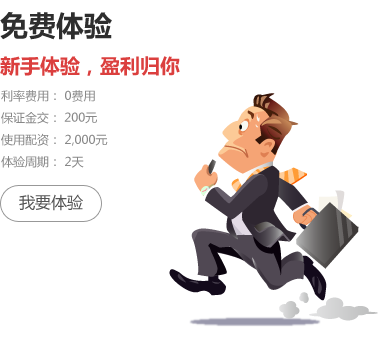 免费体验
新手体验，盈利归你
利率费用： 0费用
保证金交： 200元
使用配资： 2,000元
体验周期： 2天
我要体验